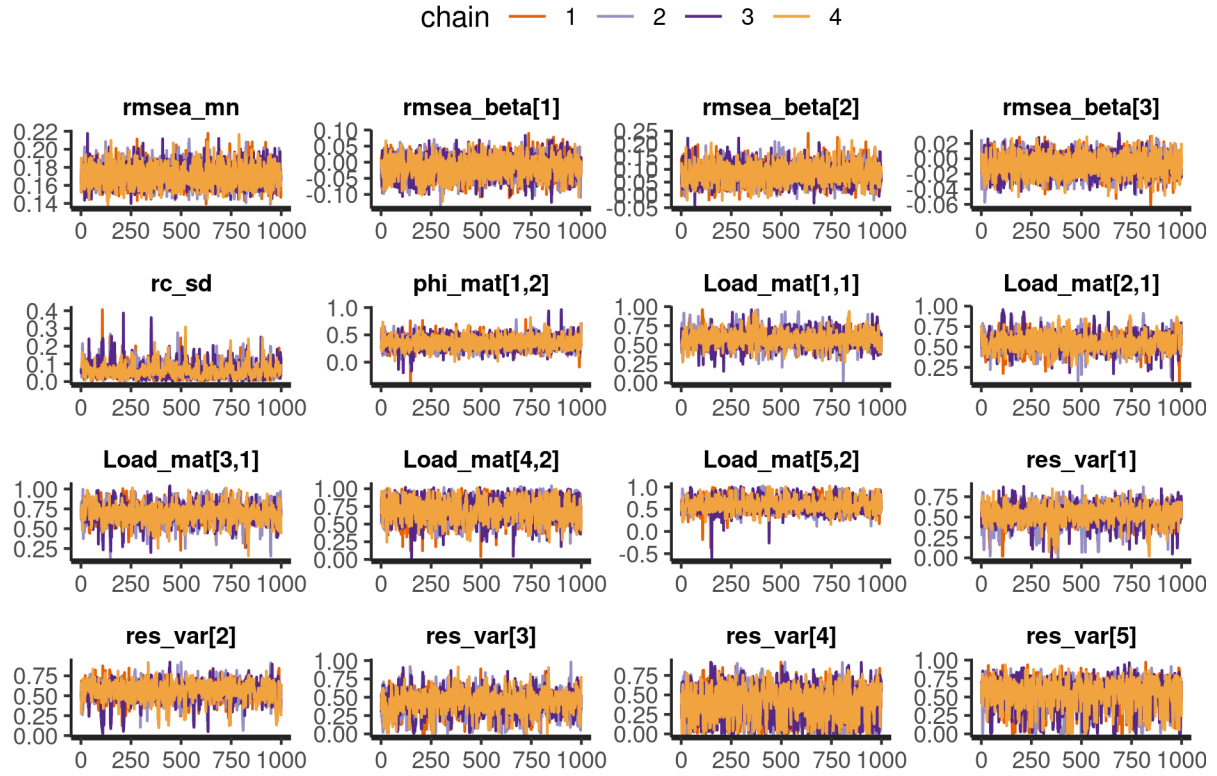 chain 1 2 3 4
rmsea_mn rmsea_beta[1] rmsea_beta[2] rmsea_beta[3]
0.22 0.20 0.18 0.16 0.14
0.10 0.05 0.00 -0.05 -0.10
0.25 0.20 0.15 0.10 0.05 0.00 -0.05
0.02 0.00 -0.02 -0.04 -0.06
0 250 500 750 1000 0 250 500 750 1000 0 250 500 750 1000 0 250 500 750 1000
rc_sd phi_mat[1,2] Load_mat[1,1] Load_mat[2,1]
0.4 0.3 0.2 0.1 0.0
1.0 0.5 0.0
1.00 0.75 0.50 0.25 0.00
1.00 0.75 0.50 0.25
0 250 500 750 1000 0 250 500 750 1000 0 250 500 750 1000 0 250 500 750 1000
Load_mat[3,1] Load_mat[4,2] Load_mat[5,2] res_var[1]
1.00 0.75 0.50 0.25
1.00 0.75 0.50 0.25 0.00
1.0 0.5 0.0 -0.5
0.75 0.50 0.25 0.00
0 250 500 750 1000 0 250 500 750 1000 0 250 500 750 1000 0 250 500 750 1000
res_var[2] res_var[3] res_var[4] res_var[5]
0.75 0.50 0.25 0.00
1.00 0.75 0.50 0.25 0.00
0.75 0.50 0.25 0.00
1.00 0.75 0.50 0.25 0.00
0 250 500 750 1000 0 250 500 750 1000 0 250 500 750 1000 0 250 500 750 1000